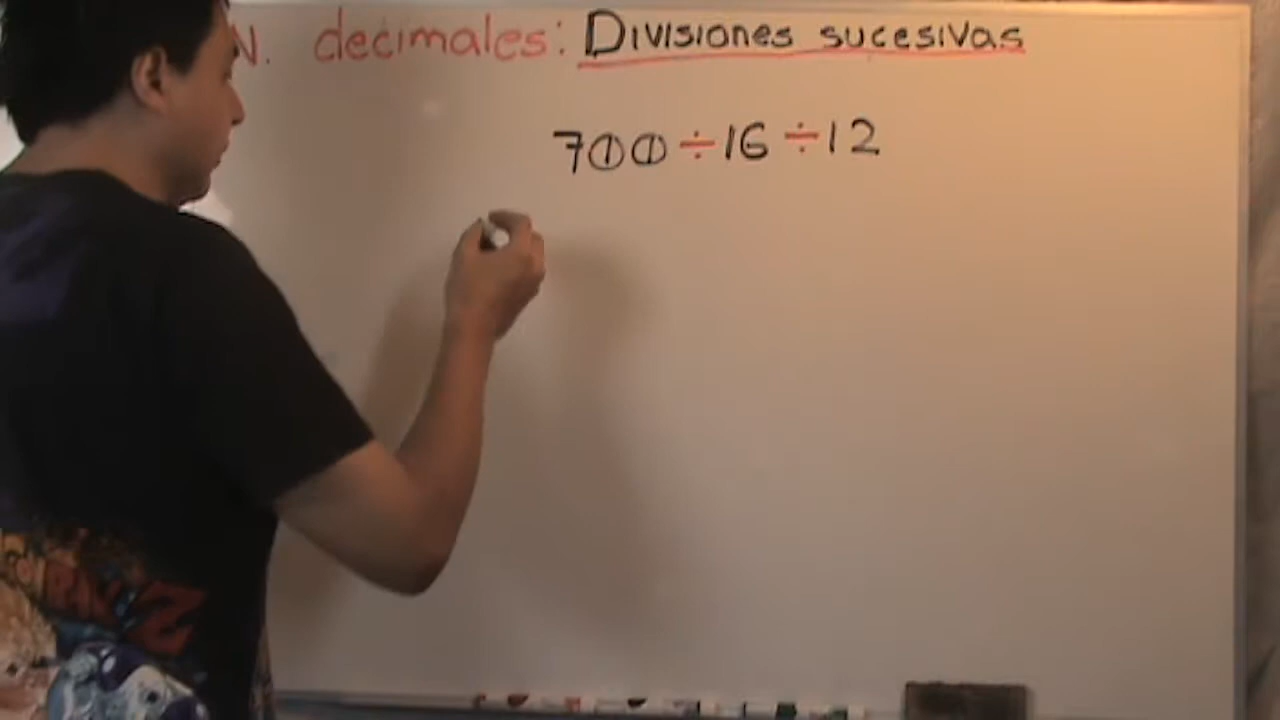 N. decimales: Divisiones sucesivas
700 ÷ 16 ÷ 12